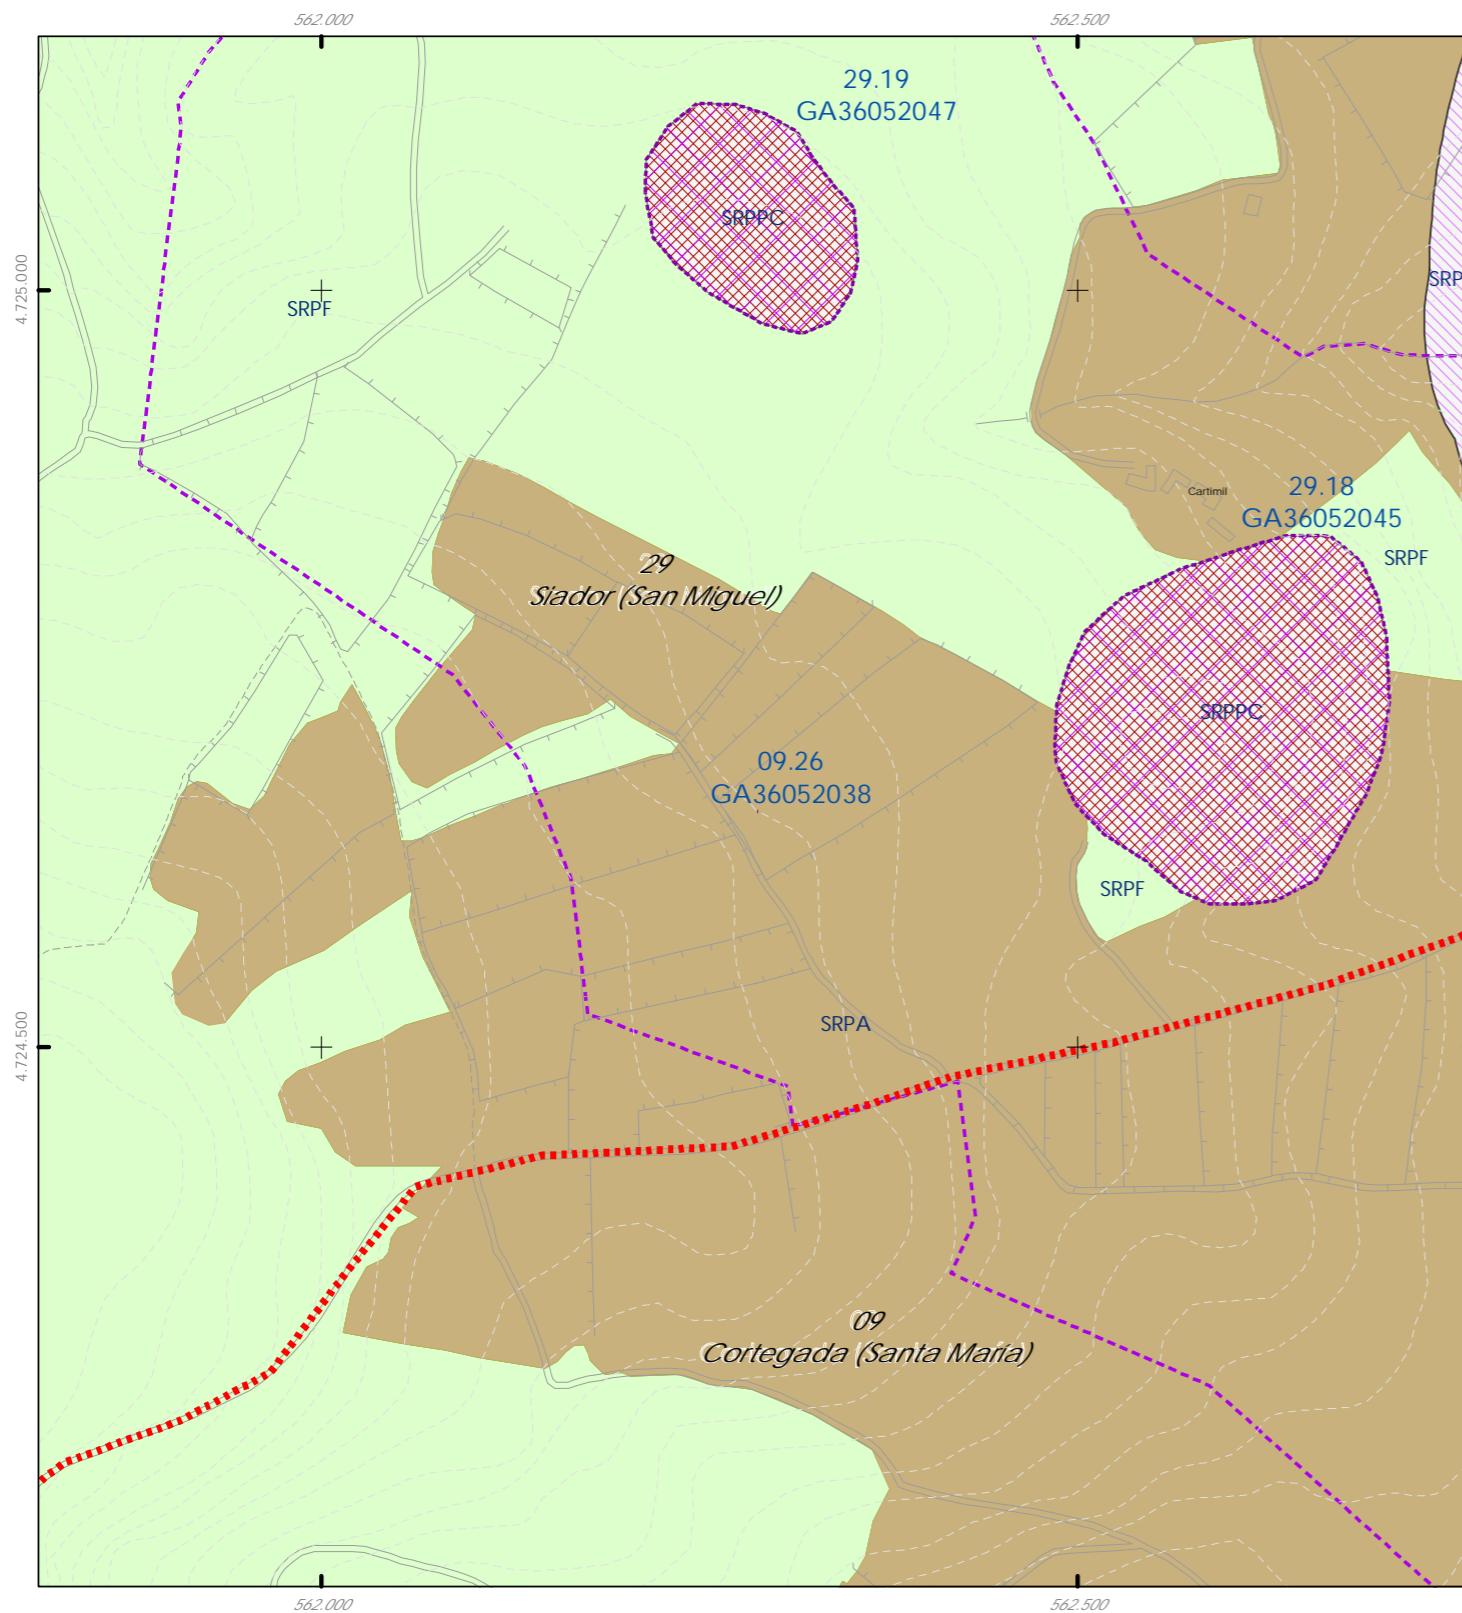 562.000
562.500
29.19
GA36052047
SRPPC
4.725.000
SRPF
SRP
Cartimil
29.18
GA36052045
SRPF
29
Siador (San Miguel)
SRPPC
09.26
GA36052038
SRPF
SRPA
4.724.500
09
Cortegada (Santa María)
562.000
562.500